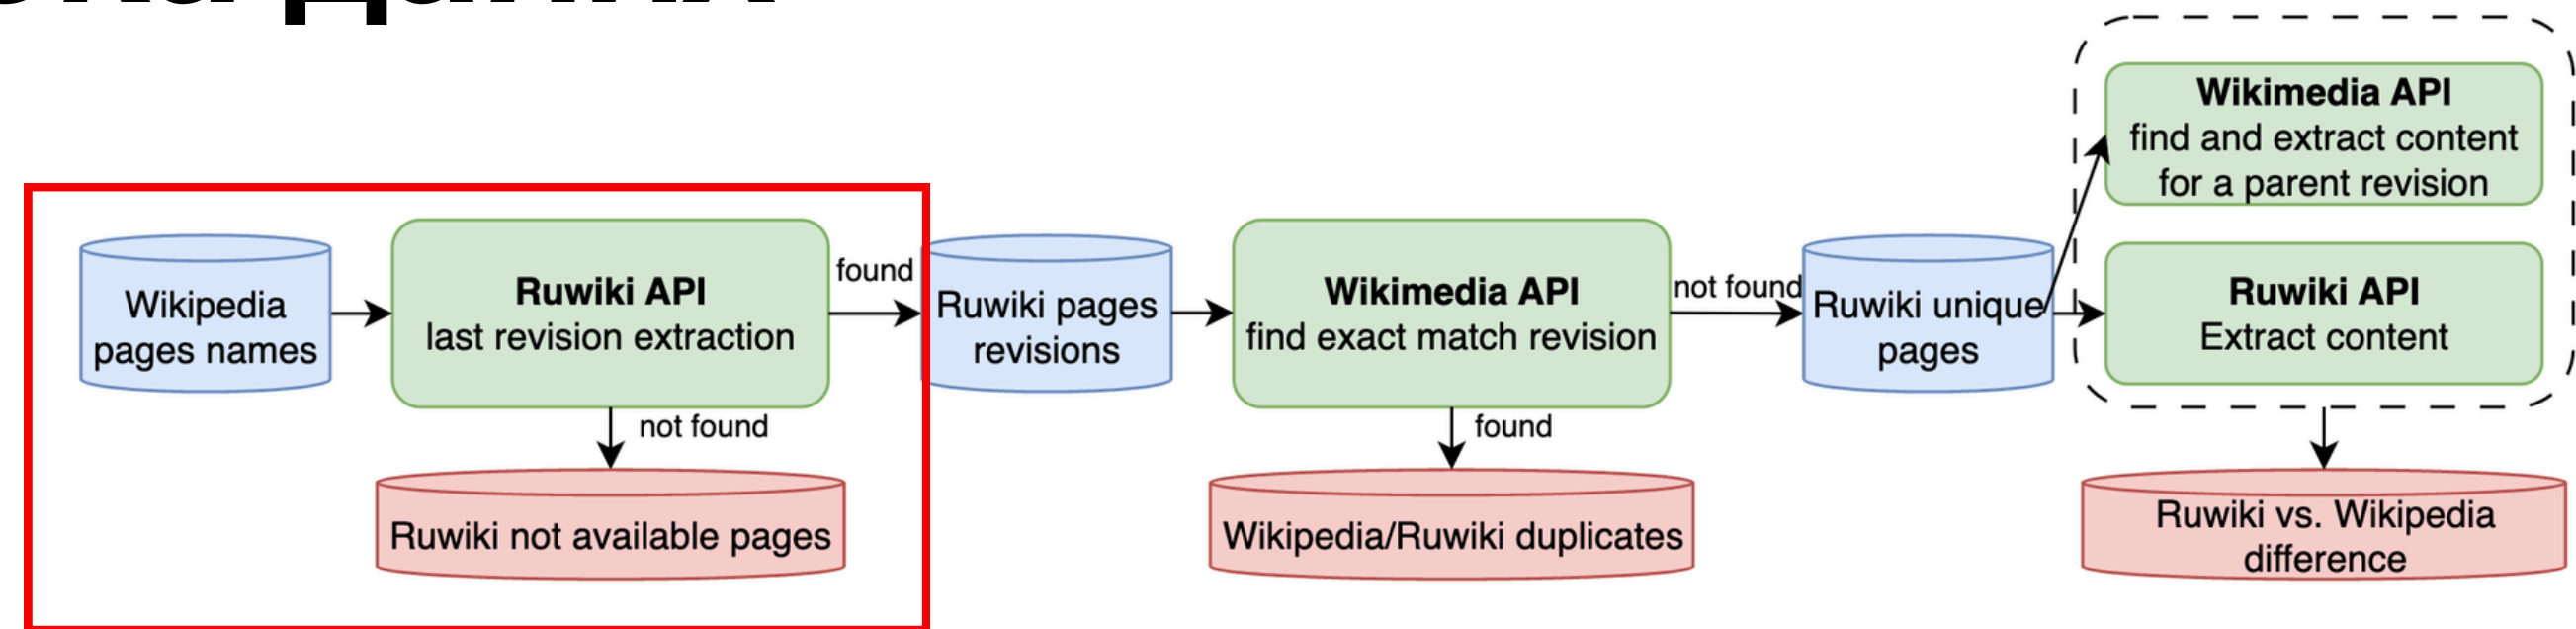 Wikipedia
pages names
Ruwiki API
last revision extraction
found
not found
Ruwiki not available pages
Ruwiki pages
revisions
Wikimedia API
find exact match revision
not found
found
Wikipedia/Ruwiki duplicates
Ruwiki unique
pages
Wikimedia API
find and extract content
for a parent revision
Ruwiki API
Extract content
Ruwiki vs. Wikipedia
difference